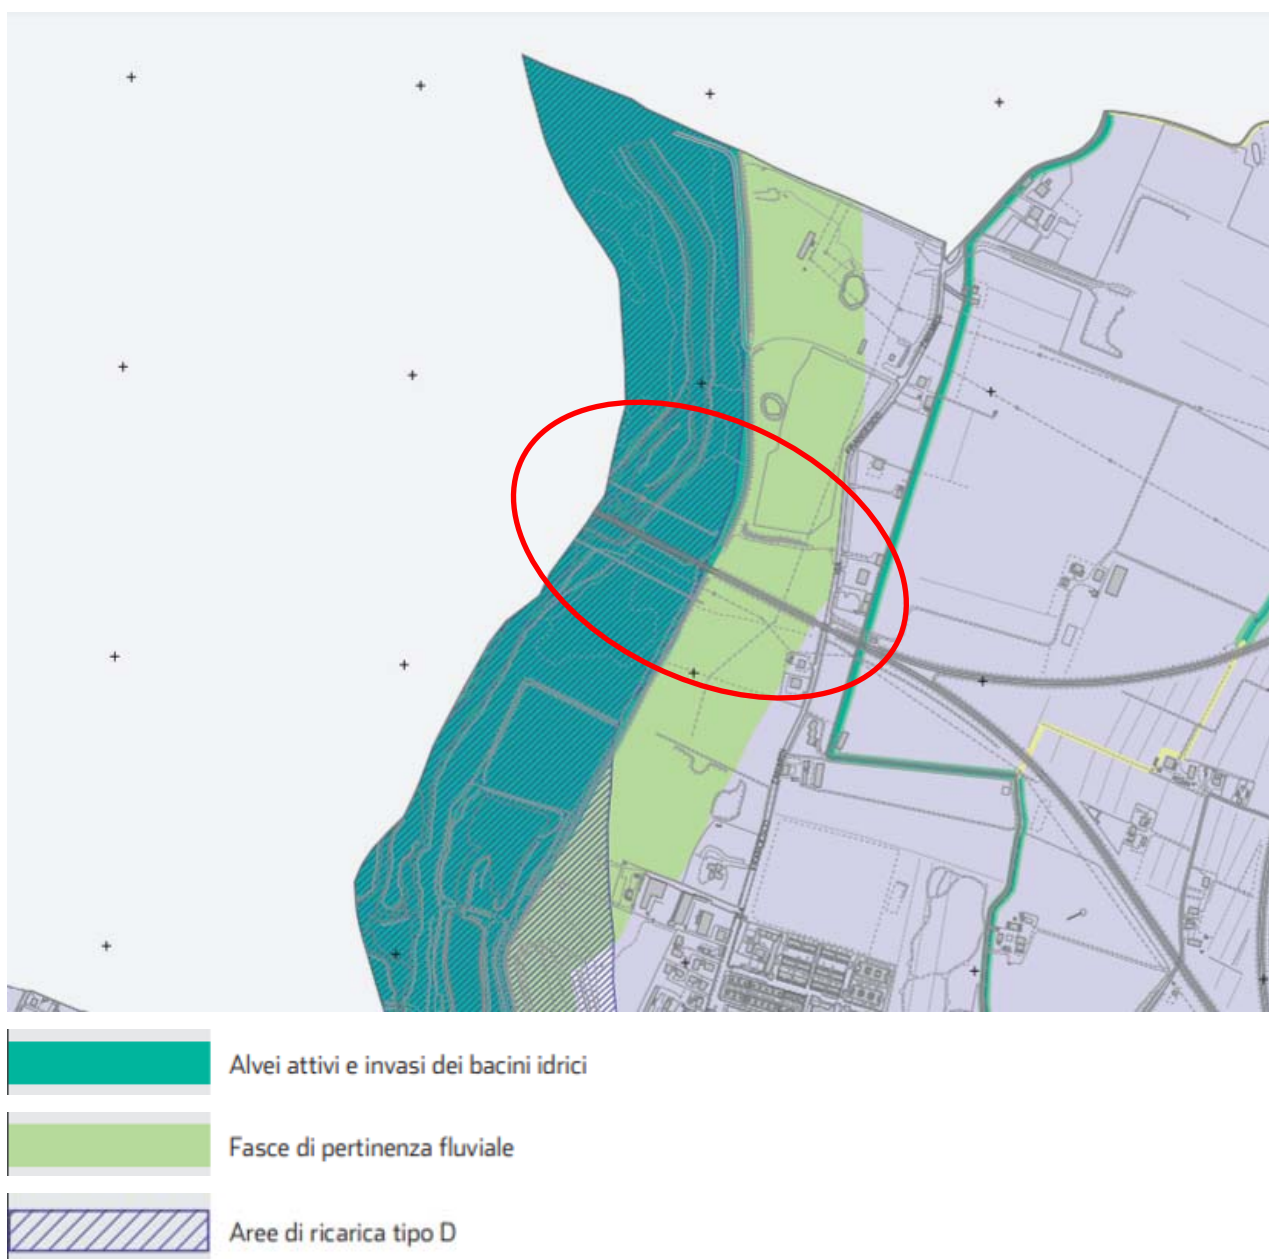 Alvei attivi e invasi dei bacini idrici
Fasce di pertinenza fluviale
Aree di ricarica tipo D